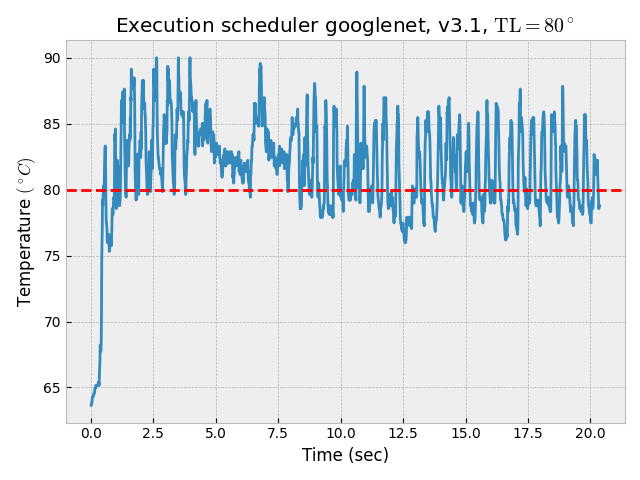 Execution scheduler googlenet, v3.1, TL = 80°
Temperature (°C)
90
85
80
75
70
65
0.0 2.5 5.0 7.5 10.0 12.5 15.0 17.5 20.0
Time (sec)